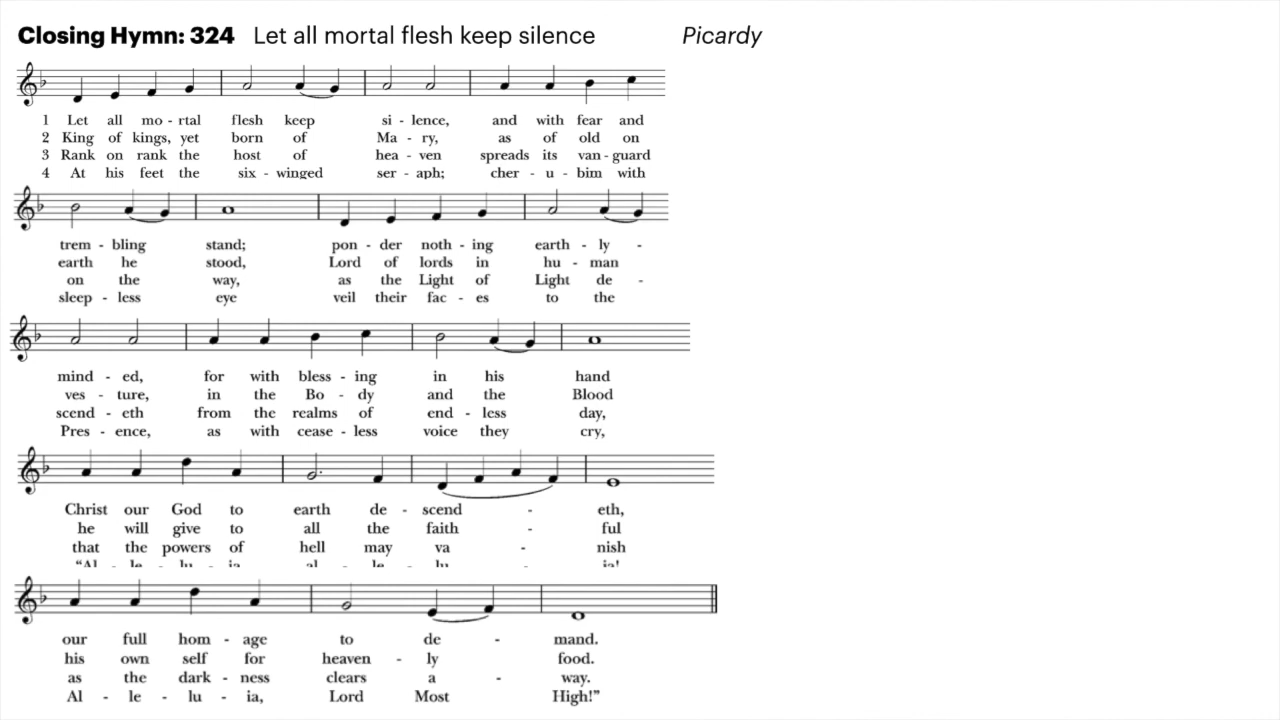 Closing Hymn: 324 Let all mortal flesh keep silence Picardy
1 Let all mo - rtal flesh keep si - lence, and with fear and
2 King of kings, yet born of Ma - ry, as of old on
3 Rank on rank the host of hea - ven spreads its van - guard
4 At his feet the six - winged ser - aph; cher - u - bim with
trem - bling stand; pon - der noth - ing earth - ly -
earth he stood, Lord of lords in hu - man
on the way, as the Light of Light de -
sleep - less eye veil their fac - es to the
mind - ed, for with bless - ing in his hand
ves - ture, in the Bo - dy and the Blood
scend - eth from the realms of end - less day,
Pres - ence, as with cease - less voice they cry,
Christ our God to earth de - scend - eth,
he will give to all the faith - ful
that the powers of hell may va - nish
“Al - le - lu - ia, al - le - lu - ia!
our full hom - age to de - mand.
his own self for heaven - ly food.
as the dark - ness clears a - way.
Al - le - lu - ia, Lord Most High!”